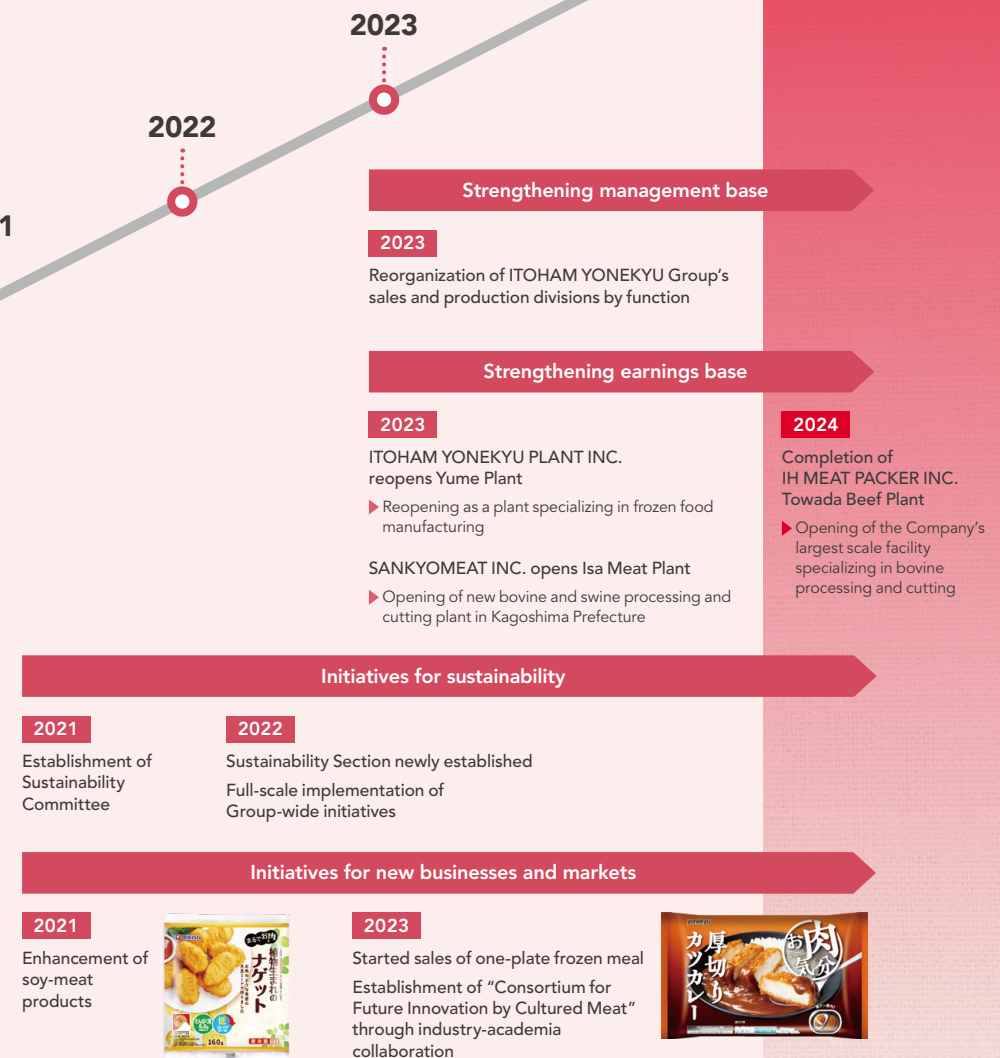 2023
2022
1
Strengthening management base
2023
Reorganization of ITOHAM YONEKYU Group's
sales and production divisions by function
Strengthening earnings base
2023
ITOHAM YONEKYU PLANT INC.
reopens Yume Plant
Reopening as a plant specializing in frozen food
manufacturing
SANKYOMEAT INC. opens Isa Meat Plant
Opening of new bovine and swine processing and
cutting plant in Kagoshima Prefecture
2024
Completion of
IH MEAT PACKER INC.
Towada Beef Plant
Opening of the Company's
largest scale facility
specializing in bovine
processing and cutting
Initiatives for sustainability
2021
Establishment of
Sustainability
Committee
2022
Sustainability Section newly established
Full-scale implementation of
Group-wide initiatives
Initiatives for new businesses and markets
2021
Enhancement of
soy-meat
products
まるでお肉
植物生まれの
ナゲット
160g
2023
Started sales of one-plate frozen meal
Establishment of “Consortium for
Future Innovation by Cultured Meat”
through industry-academia
collaboration
yonekyu
お肉気分
厚切り
カツカレー